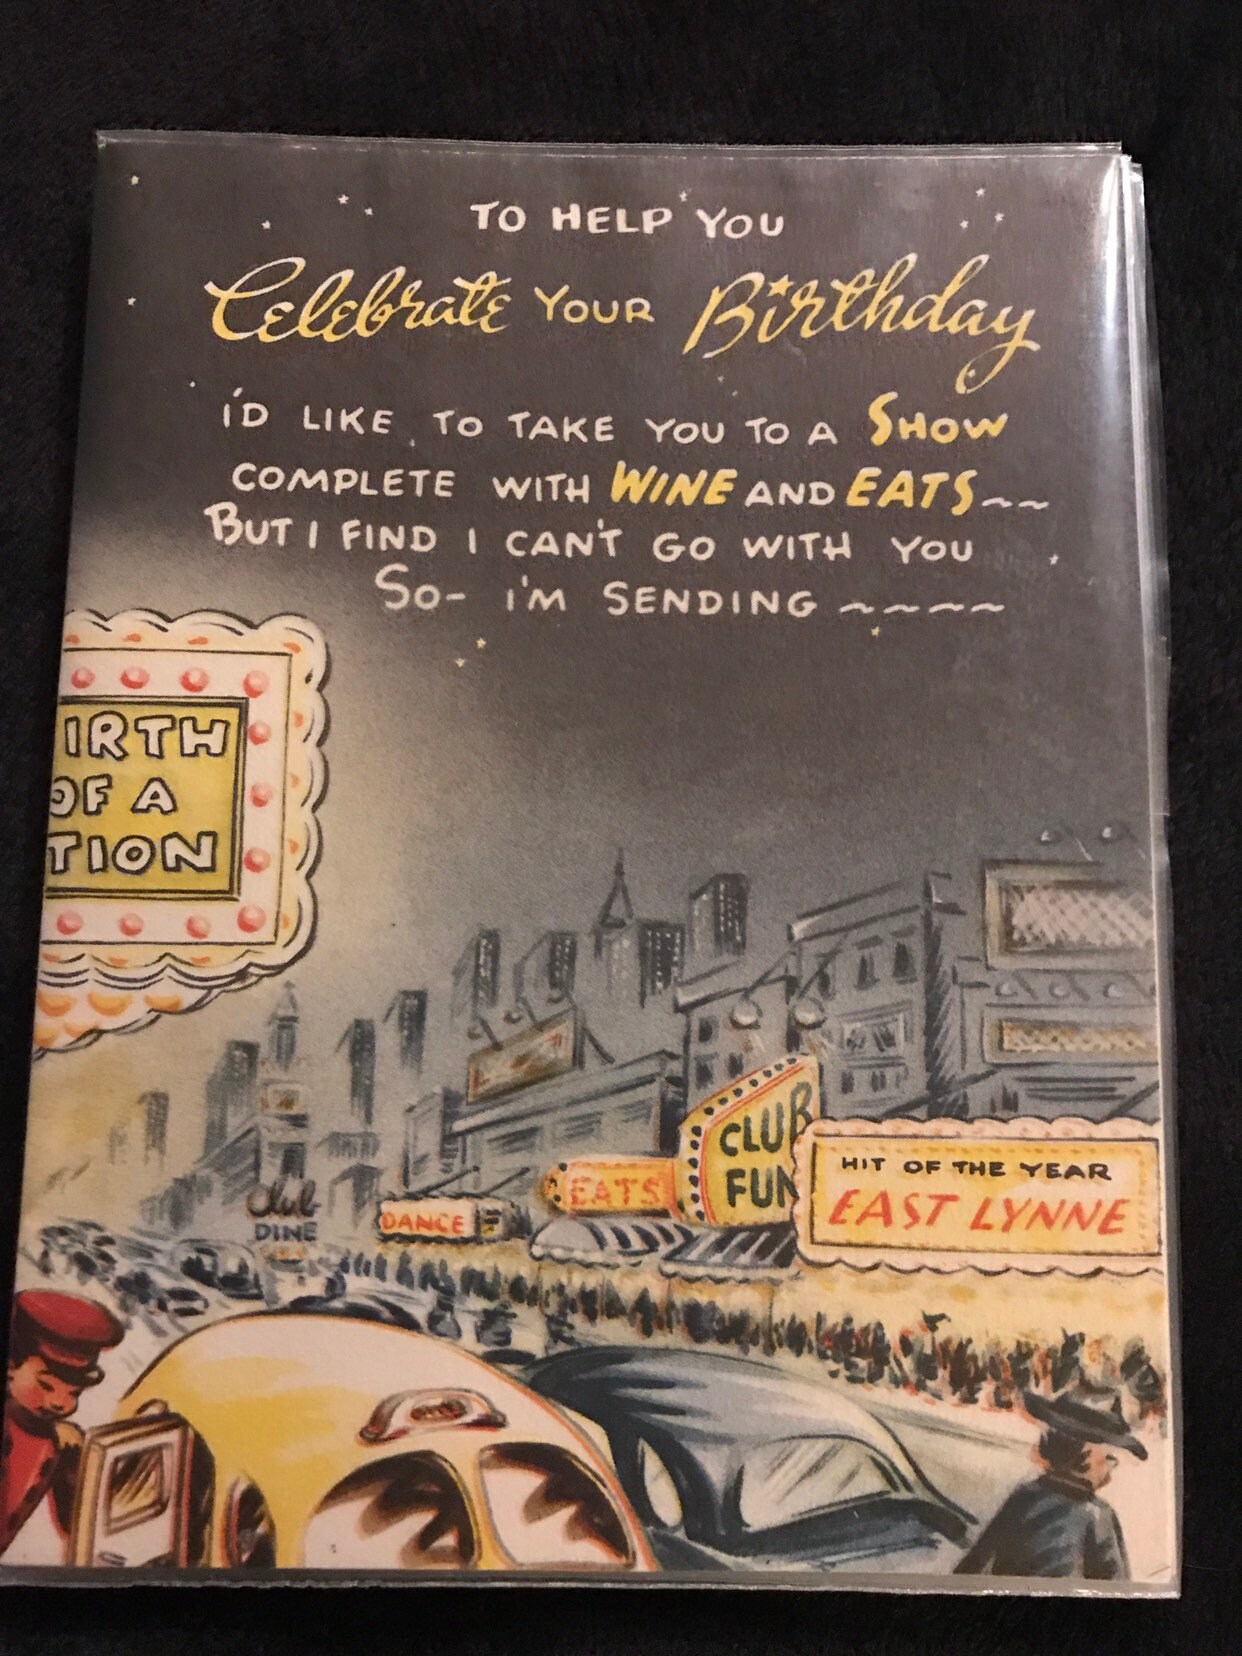 TO HELP YOU
Celebrate YOUR Birthday
I'D LIKE TO TAKE YOU TO A SHOW
COMPLETE WITH WINE AND EATS~~
BUT I FIND I CAN'T GO WITH YOU
SO- I'M SENDING ~~~~
IRTH
OF A
TION
CLUB
FUN
HIT OF THE YEAR
EAST LYNNE
EATS
DANCE
Club
DINE